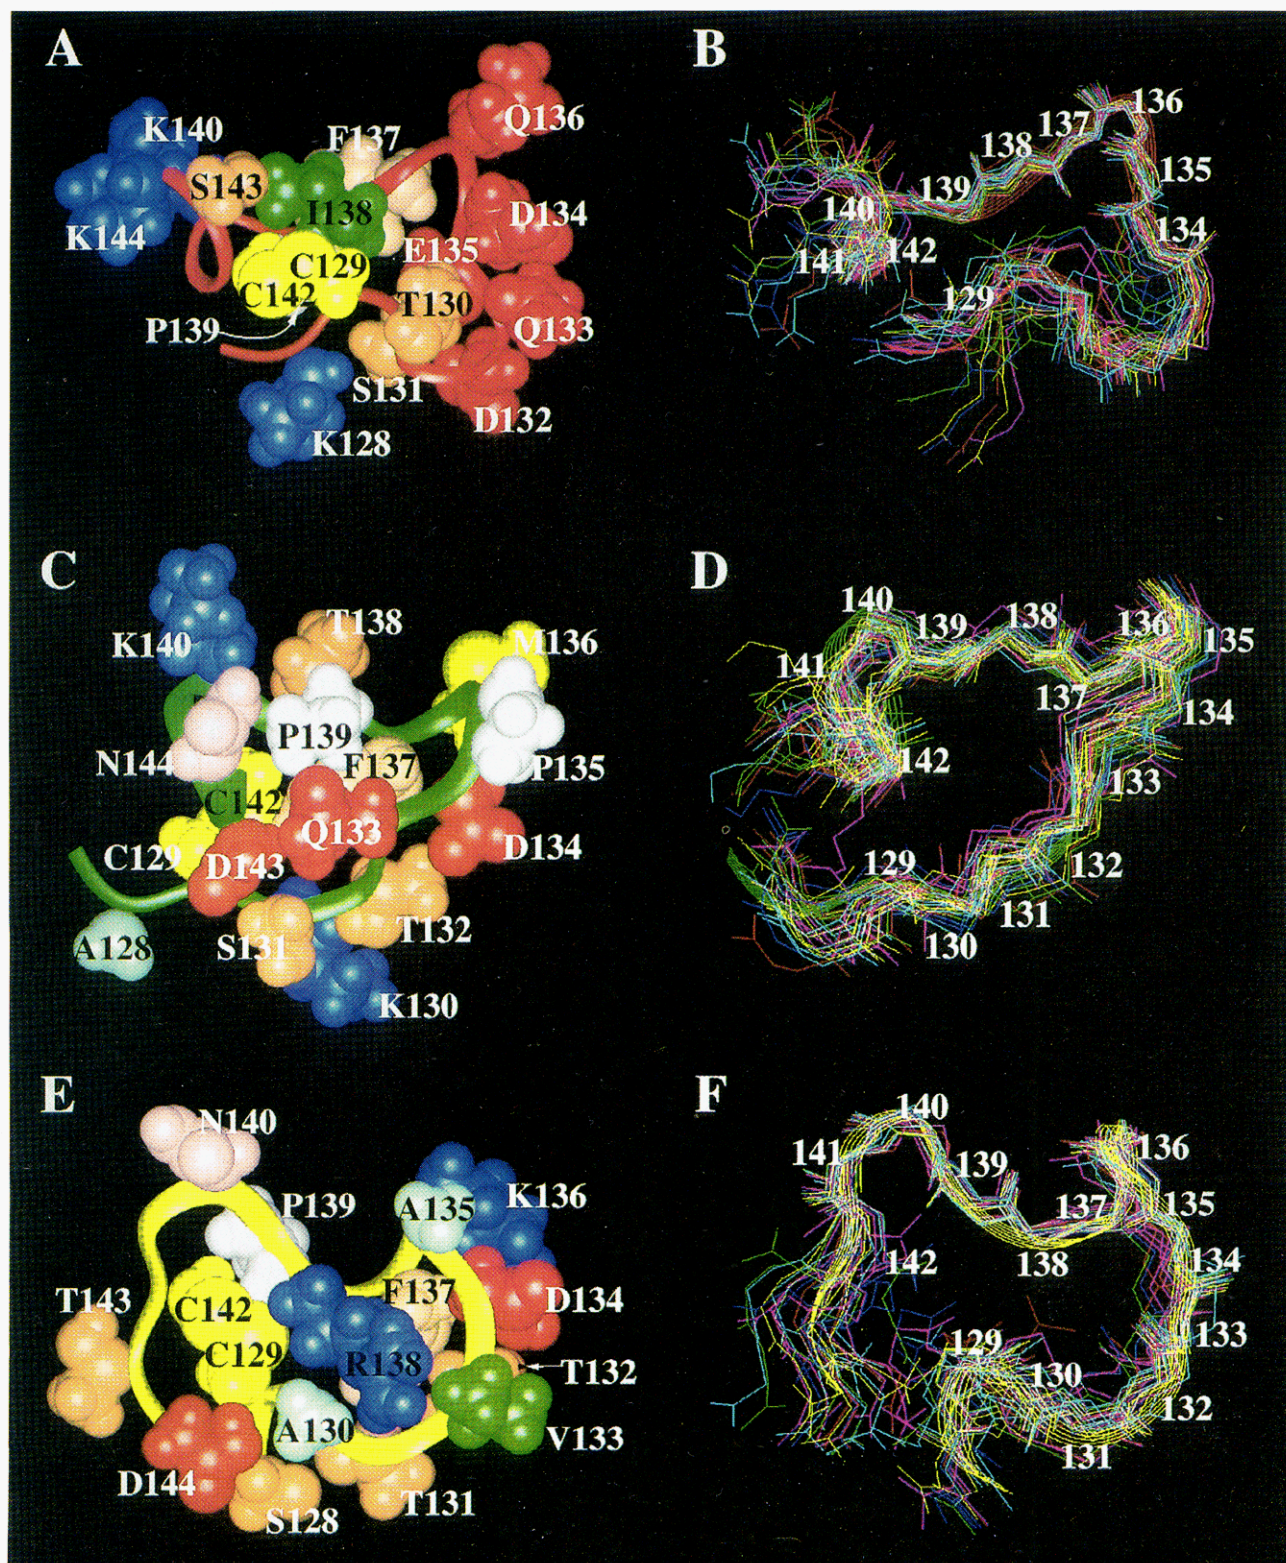 A
K140
F137
Q136
S143
I138
D134
K144
C129
E135
C142
T130
P139
Q133
S131
D132
K128
B
136
137
138
135
139
134
140
141
142
129
C
T138
K140
M136
P139
N144
F137
P135
C142
Q133
C129
D143
D134
A128
S131
T132
K130
D
140
139
138
136
135
141
137
134
142
133
129
132
131
130
E
N140
P139
A135
K136
T143
C142
F137
D134
C129
R138
T132
A130
V133
D144
T131
S128
F
140
141
139
136
137
135
142
138
134
133
129
130
132
131